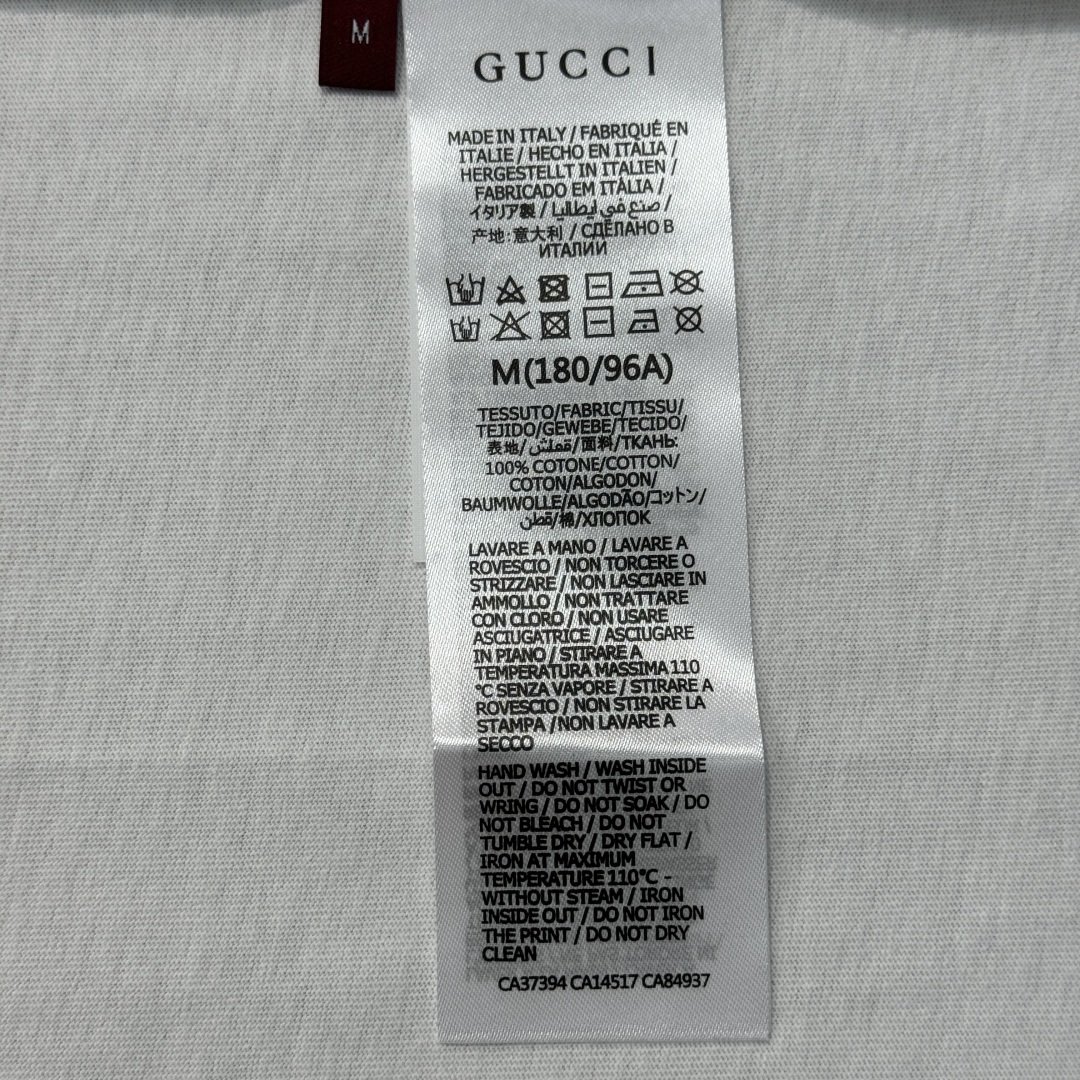 M
GUCCI
MADE IN ITALY / FABRIQUÉ EN
ITALIE / HECHO EN ITALIA /
HERGESTELLT IN ITALIEN /
FABRICADO EM ITÁLIA /
イタリア製 / صنع في ايطاليا /
产地:意大利 / СДЕЛАНО В
ИТАЛИИ
M(180/96A)
TESSUTO/FABRIC/TISSU/
TEJIDO/GEWEBE/TECIDO/
表地/قماش/面料/ТКАНЬ:
100% COTONE/COTTON/
COTON/ALGODON/
BAUMWOLLE/ALGODÃO/コットン/
قطن/棉/ХЛОПОК
LAVARE A MANO / LAVARE A
ROVESCIO / NON TORCERE O
STRIZZARE / NON LASCIARE IN
AMMOLLO / NON TRATTARE
CON CLORO / NON USARE
ASCIUGATRICE / ASCIUGARE
IN PIANO / STIRARE A
TEMPERATURA MASSIMA 110
°C SENZA VAPORE / STIRARE A
ROVESCIO / NON STIRARE LA
STAMPA /NON LAVARE A
SECCO
HAND WASH / WASH INSIDE
OUT / DO NOT TWIST OR
WRING / DO NOT SOAK / DO
NOT BLEACH / DO NOT
TUMBLE DRY / DRY FLAT /
IRON AT MAXIMUM
TEMPERATURE 110°C -
WITHOUT STEAM / IRON
INSIDE OUT / DO NOT IRON
THE PRINT / DO NOT DRY
CLEAN
CA37394 CA14517 CA84937